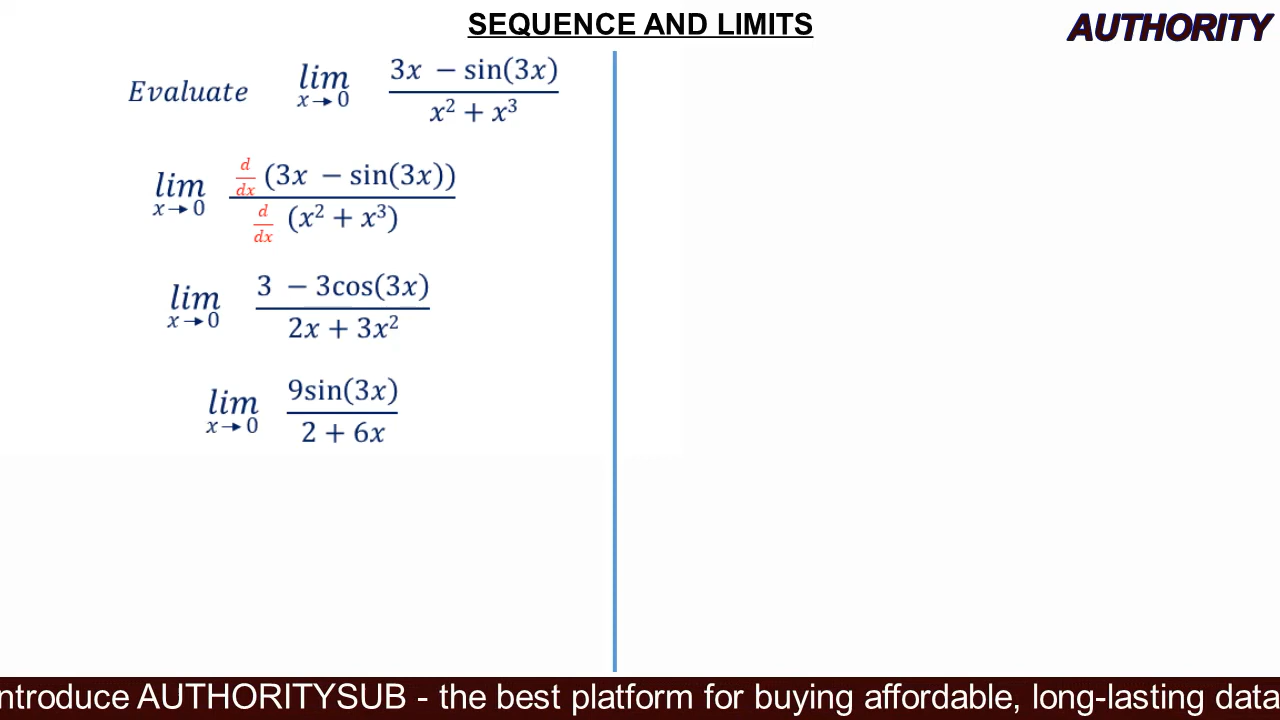 SEQUENCE AND LIMITS
AUTHORITY
Evaluate lim x→0 (3x − sin(3x))/(x² + x³)
lim x→0 (d/dx (3x − sin(3x)))/(d/dx (x² + x³))
lim x→0 (3 − 3cos(3x))/(2x + 3x²)
lim x→0 (9sin(3x))/(2 + 6x)
ntroduce AUTHORITYSUB - the best platform for buying affordable, long-lasting data